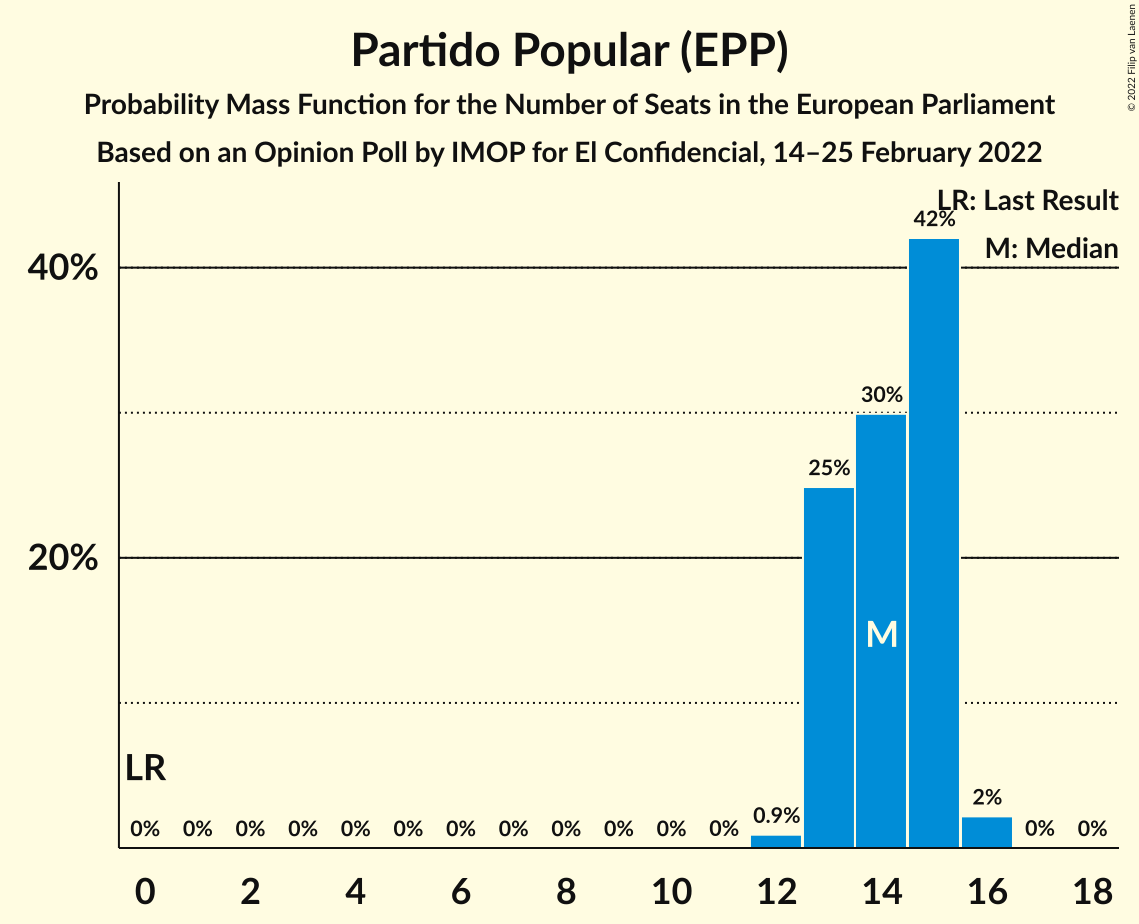 Partido Popular (EPP)
Probability Mass Function for the Number of Seats in the European Parliament
Based on an Opinion Poll by IMOP for El Confidencial, 14–25 February 2022
© 2022 Filip van Laenen
LR: Last Result
M: Median
42%
40%
30%
25%
20%
M
LR
0% 0% 0% 0% 0% 0% 0% 0% 0% 0% 0% 0% 0.9% 2% 0% 0%
0 2 4 6 8 10 12 14 16 18